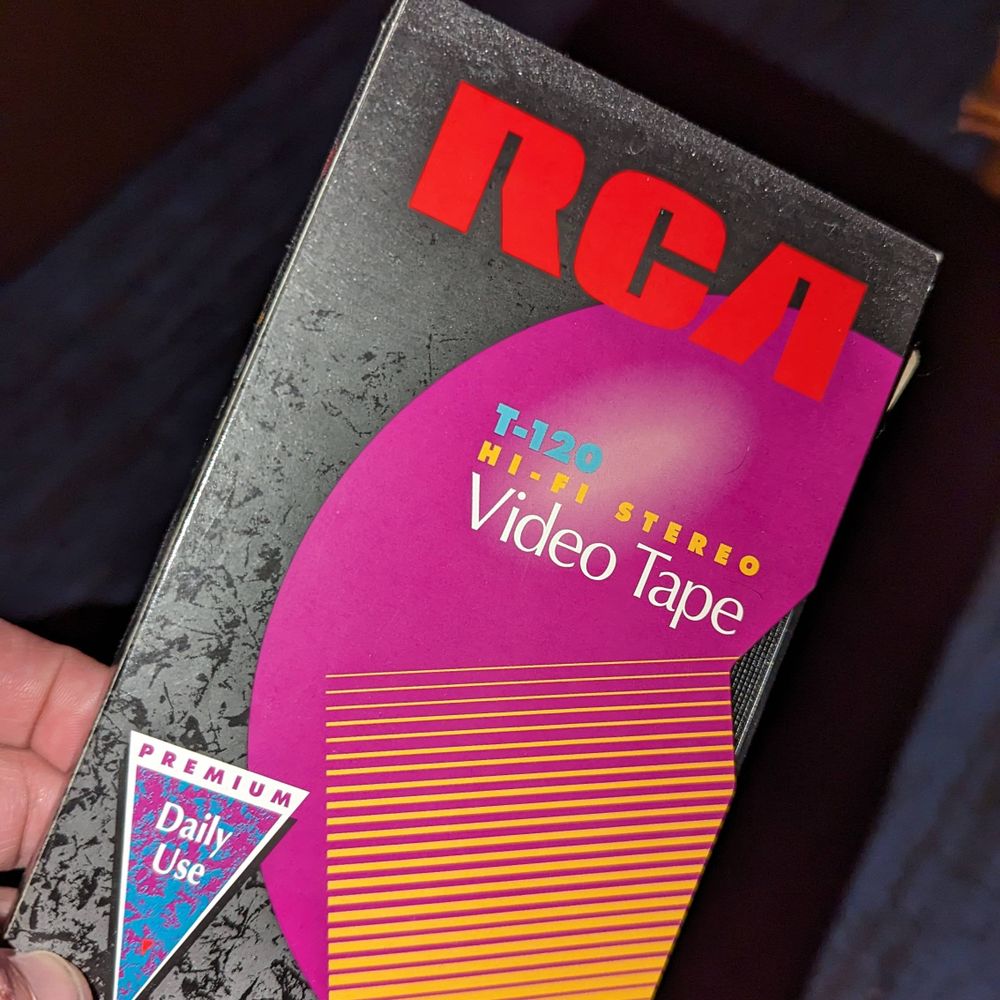 RCA
T-120
HI-FI STEREO
Video Tape
PREMIUM
Daily
Use